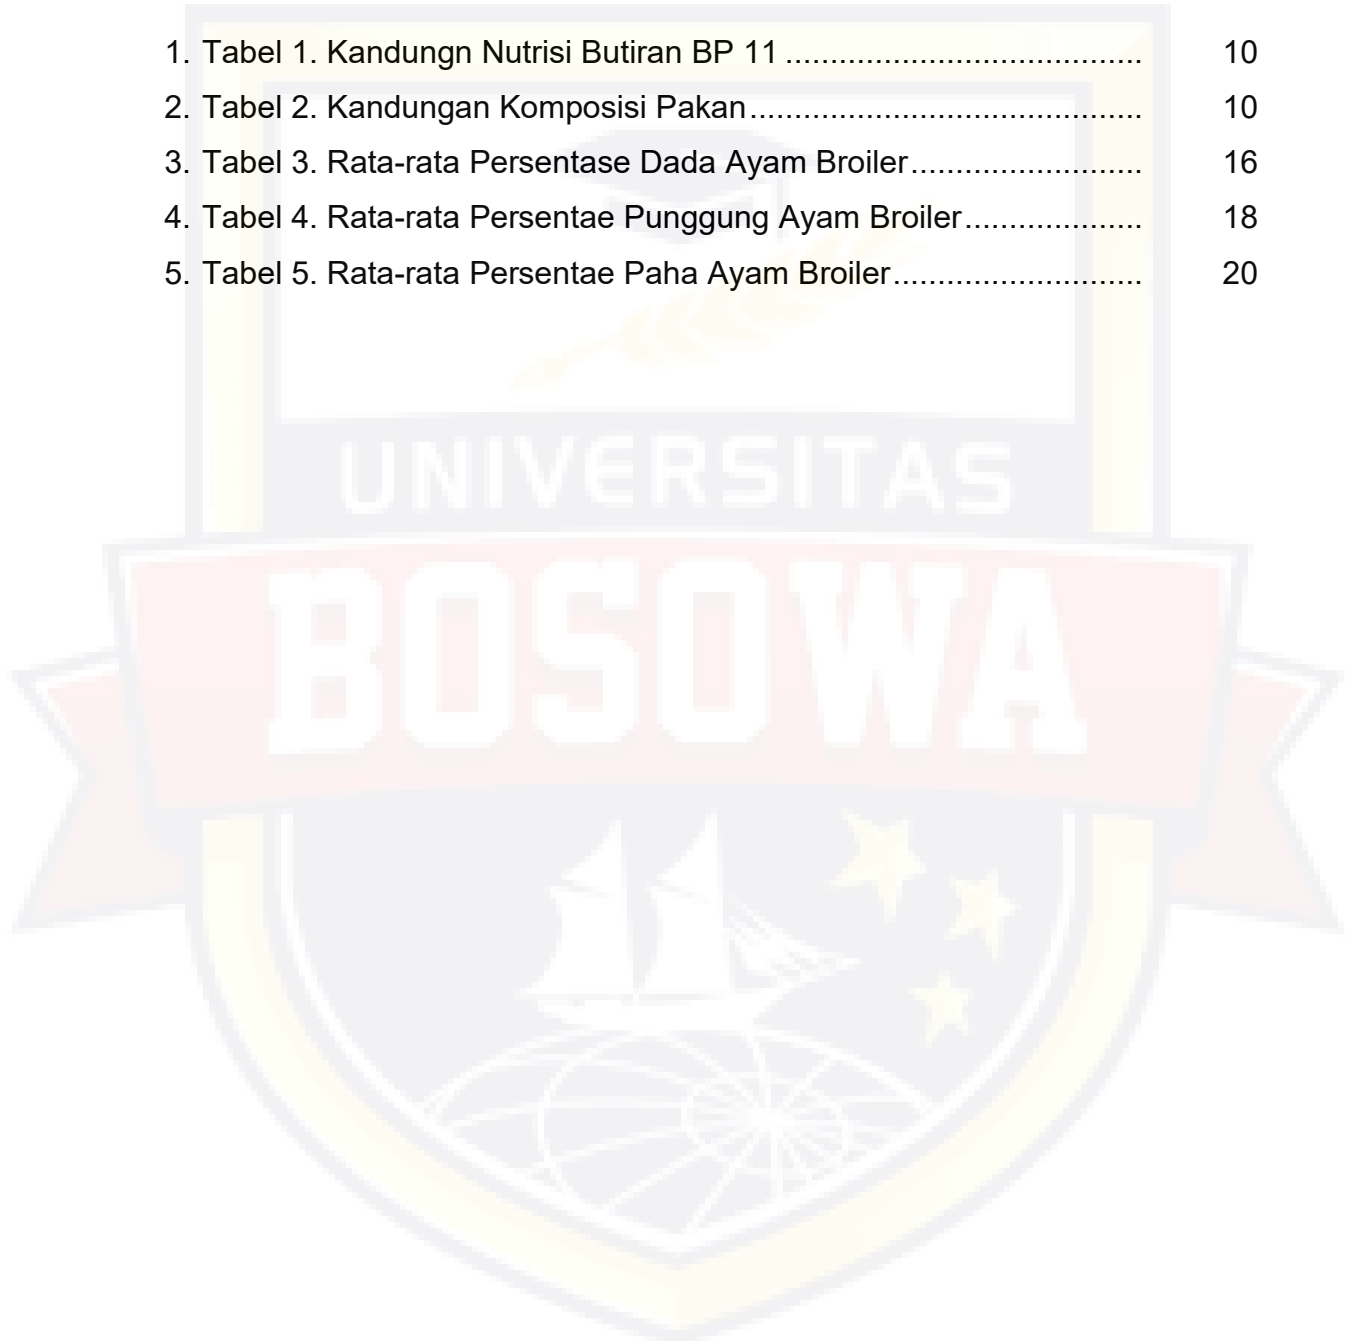 1. Tabel 1. Kandungn Nutrisi Butiran BP 11 ........................................ 10
2. Tabel 2. Kandungan Komposisi Pakan............................................ 10
3. Tabel 3. Rata-rata Persentase Dada Ayam Broiler.......................... 16
4. Tabel 4. Rata-rata Persentae Punggung Ayam Broiler.................... 18
5. Tabel 5. Rata-rata Persentae Paha Ayam Broiler............................ 20
UNIVERSITAS
BOSOWA